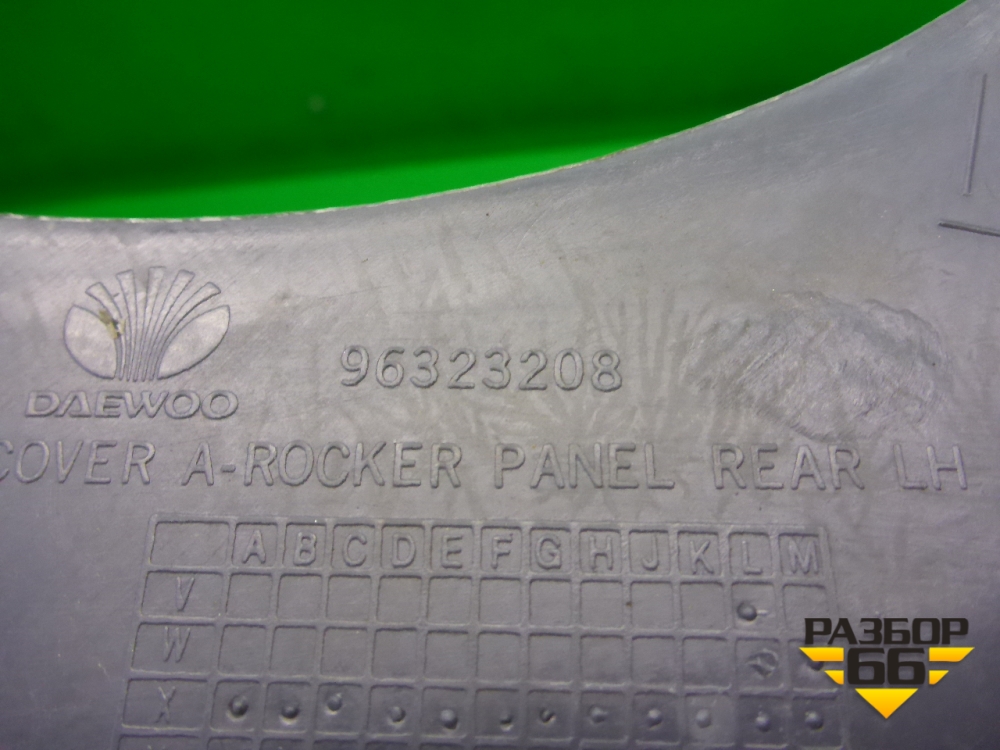 96323208
DAEWOO
COVER A-ROCKER PANEL REAR LH
A B C D E F G H J K L M
V
W
X
РАЗБОР
66